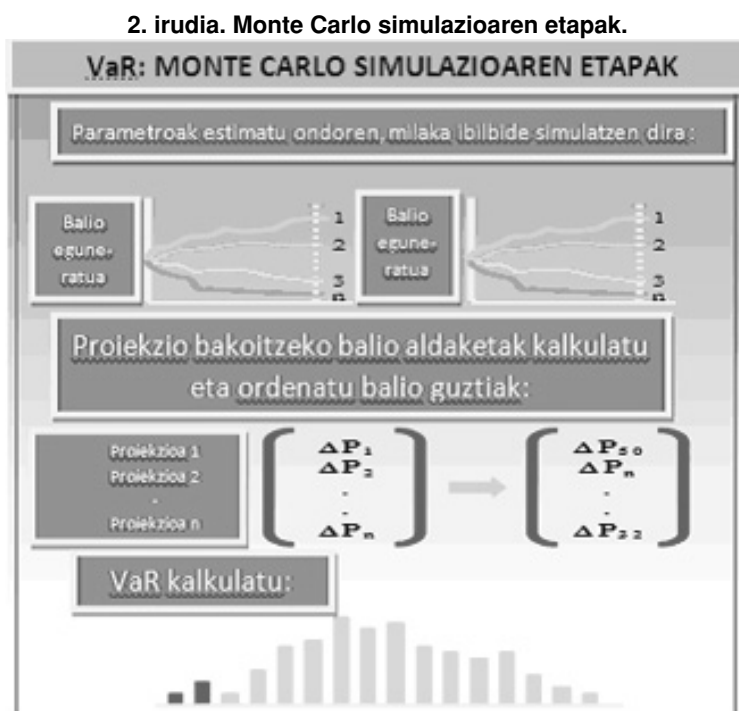 2. irudia. Monte Carlo simulazioaren etapak.
VaR: MONTE CARLO SIMULAZIOAREN ETAPAK
Parametroak estimatu ondoren, milaka ibilbide simulatzen dira:
Balio
egune-
ratua
1
2
3
n
Balio
egune-
ratua
1
2
3
n
Proiekzio bakoitzeko balio aldaketak kalkulatu
eta ordenatu balio guztiak:
Proiekzioa 1
Proiekzioa 2
.
Proiekzioa n
ΔP₁
ΔP₂
.
.
ΔPₙ
ΔP₅₀
ΔPₙ
.
.
ΔP₂₂
VaR kalkulatu: